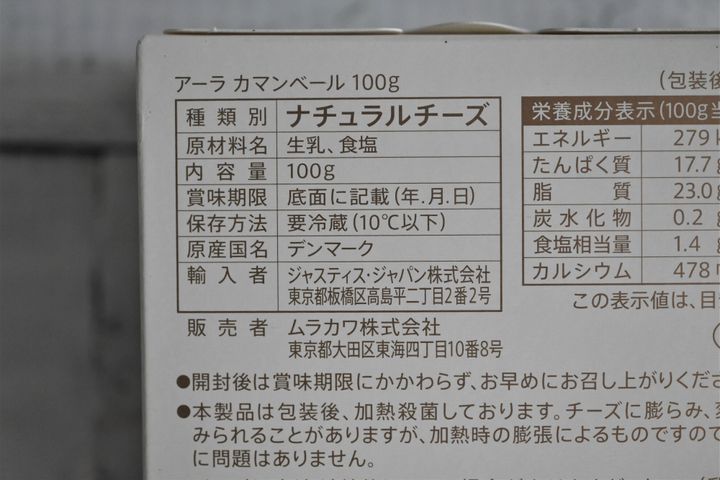 アーラ カマンベール 100g
(包装後
種類別 ナチュラルチーズ
原材料名 生乳、食塩
内容量 100g
賞味期限 底面に記載(年.月.日)
保存方法 要冷蔵(10℃以下)
原産国名 デンマーク
輸入者 ジャスティス・ジャパン株式会社
東京都板橋区高島平二丁目2番2号
販売者 ムラカワ株式会社
東京都大田区東海四丁目10番8号
栄養成分表示(100g当
エネルギー 279
たんぱく質 17.7g
脂質 23.0g
炭水化物 0.2g
食塩相当量 1.4g
カルシウム 478
この表示値は、目
●開封後は賞味期限にかかわらず、お早めにお召し上がりくださ
●本製品は包装後、加熱殺菌しております。チーズに膨らみ、
みられることがありますが、加熱時の膨張によるものですので
に問題はありません。